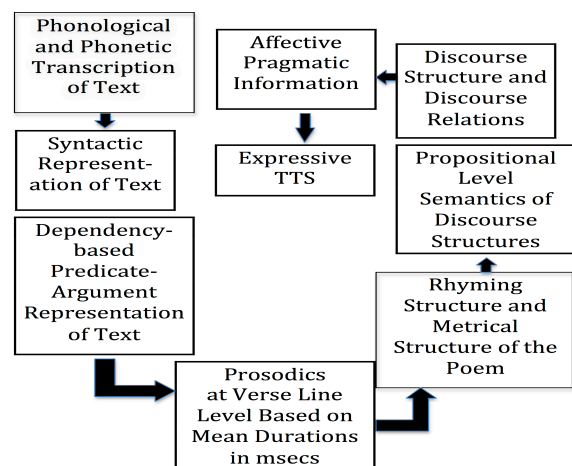 Phonological
and Phonetic
Transcription
of Text
Syntactic
Represent-
ation of Text
Dependency-
based
Predicate-
Argument
Representation
of Text
Prosodics
at Verse Line
Level Based on
Mean Durations
in msecs
Rhyming
Structure and
Metrical
Structure of the
Poem
Propositional
Level
Semantics of
Discourse
Structures
Discourse
Structure and
Discourse
Relations
Affective
Pragmatic
Information
Expressive
TTS